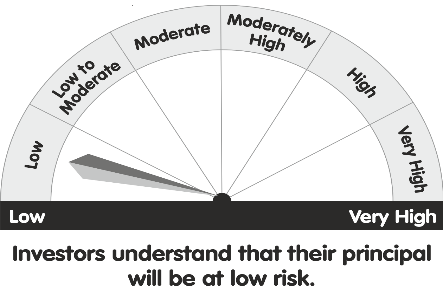 Low
Low to
Moderate
Moderate
Moderately
High
High
Very High
Low
Very High
Investors understand that their principal
will be at low risk.